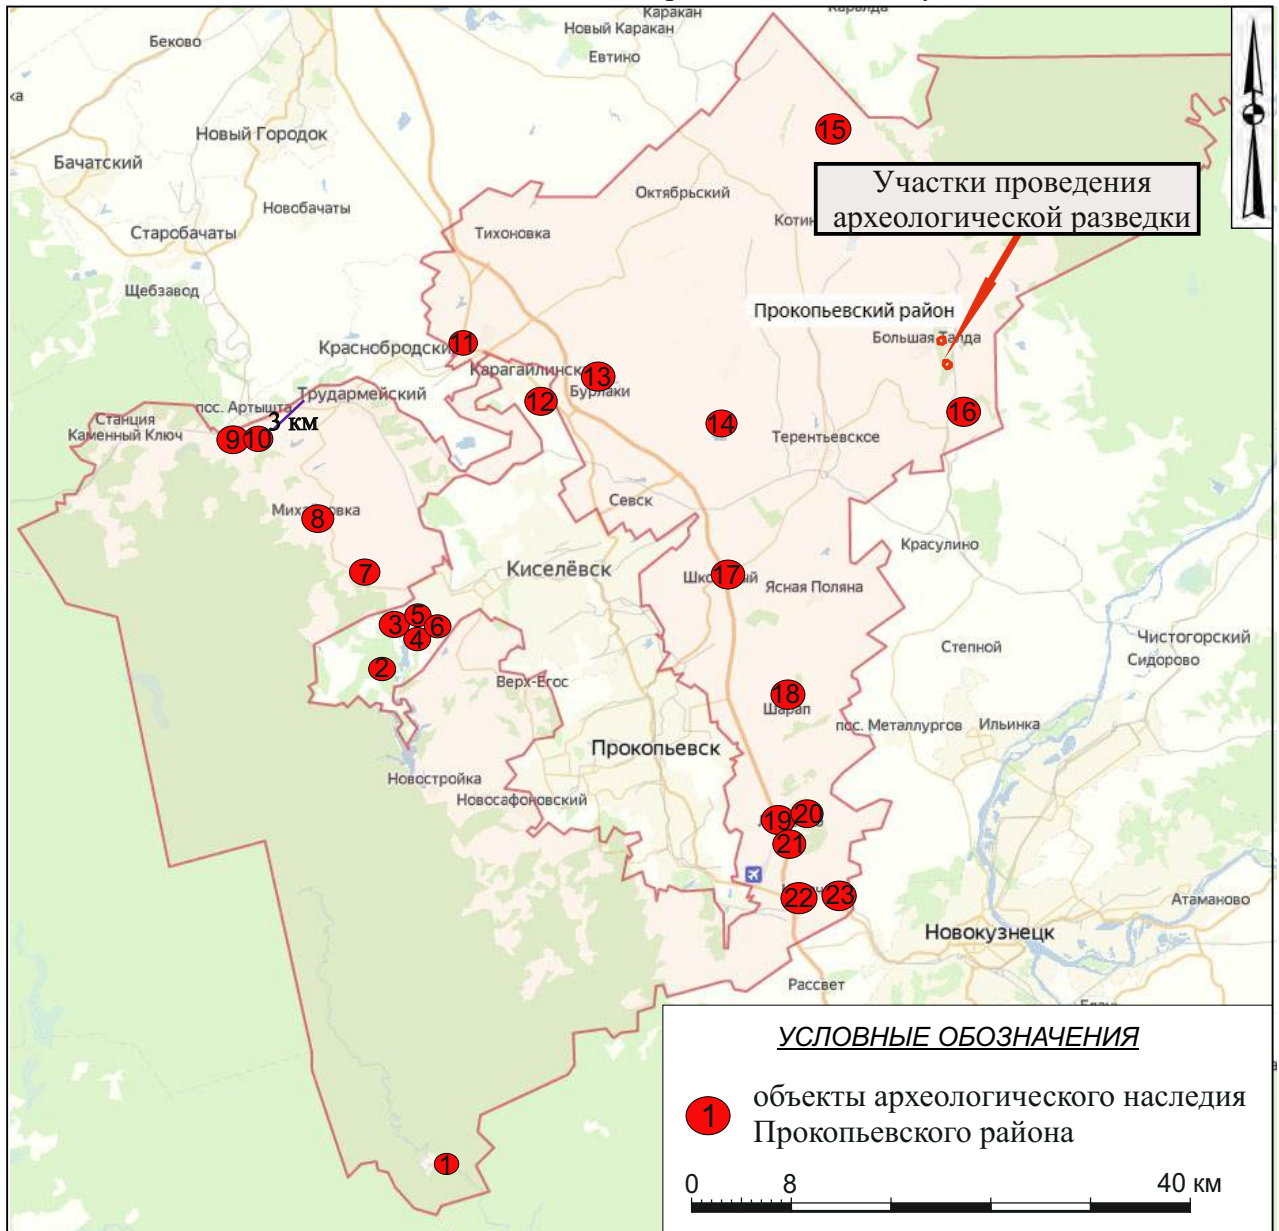 Каракан
Новый Каракан
Евтино
Беково
Новый Городок
Бачатский
15
Участки проведения
археологической разведки
Октябрьский
Новобачаты
Старобачаты
Тихоновка
Щебзавод
Прокопьевский район
Большая Талда
11
Краснобродский
Карагайлинск
13
Бурлаки
12
Трудармейский
пос. Артышта
3 км
Станция
Каменный Ключ
9
10
14
16
Терентьевское
Севск
8
Красулино
Киселёвск
7
17
Ясная Поляна
5
3
6
4
Чистогорский
Степной
Сидорово
2
Верх-Егос
18
Шарап
пос. Металлургов
Ильинка
Прокопьевск
Новостройка
Новосафоновский
19
20
21
22
23
Атаманово
Новокузнецк
Рассвет
УСЛОВНЫЕ ОБОЗНАЧЕНИЯ
1
объекты археологического наследия
Прокопьевского района
1
0
8
40 км